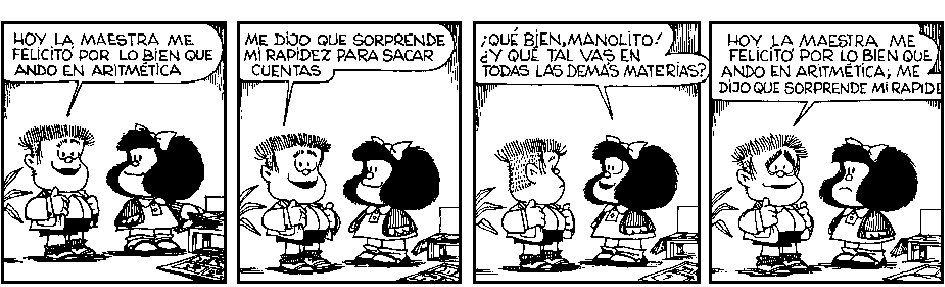 HOY LA MAESTRA ME
FELICITÓ POR LO BIEN QUE
ANDO EN ARITMÉTICA
ME DIJO QUE SORPRENDE
MI RAPIDEZ PARA SACAR
CUENTAS
¡QUÉ BIEN, MANOLITO!
¿Y QUÉ TAL VAS EN
TODAS LAS DEMÁS MATERIAS?
HOY LA MAESTRA ME
FELICITÓ POR LO BIEN QUE
ANDO EN ARITMÉTICA; ME
DIJO QUE SORPRENDE MI RAPIDE